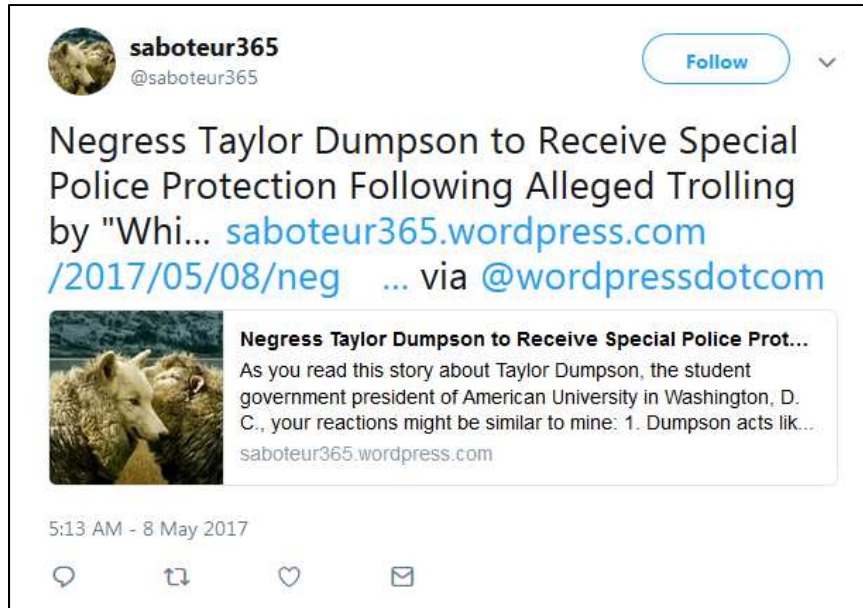 saboteur365
@saboteur365
Follow
Negress Taylor Dumpson to Receive Special
Police Protection Following Alleged Trolling
by "Whi... saboteur365.wordpress.com
/2017/05/08/neg ... via @wordpressdotcom
Negress Taylor Dumpson to Receive Special Police Prot...
As you read this story about Taylor Dumpson, the student
government president of American University in Washington, D.
C., your reactions might be similar to mine: 1. Dumpson acts lik...
saboteur365.wordpress.com
5:13 AM - 8 May 2017